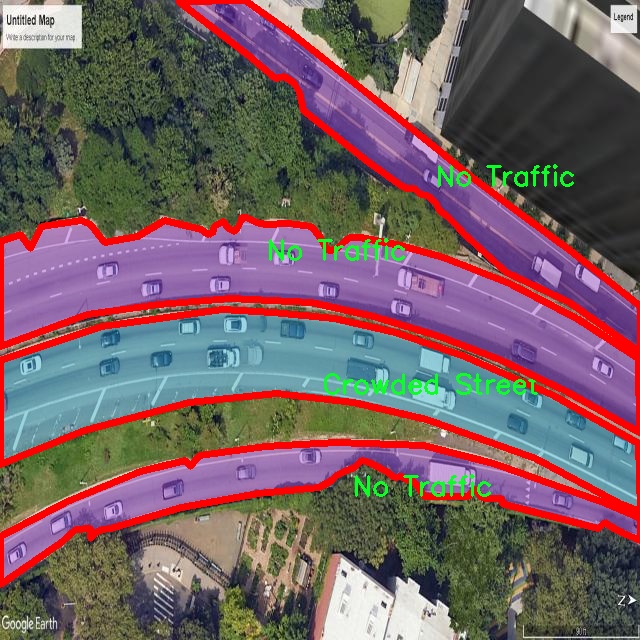 Untitled Map
Write a description for your map.
Legend
No Traffic
No Traffic
Crowded Street
No Traffic
Google Earth
Z